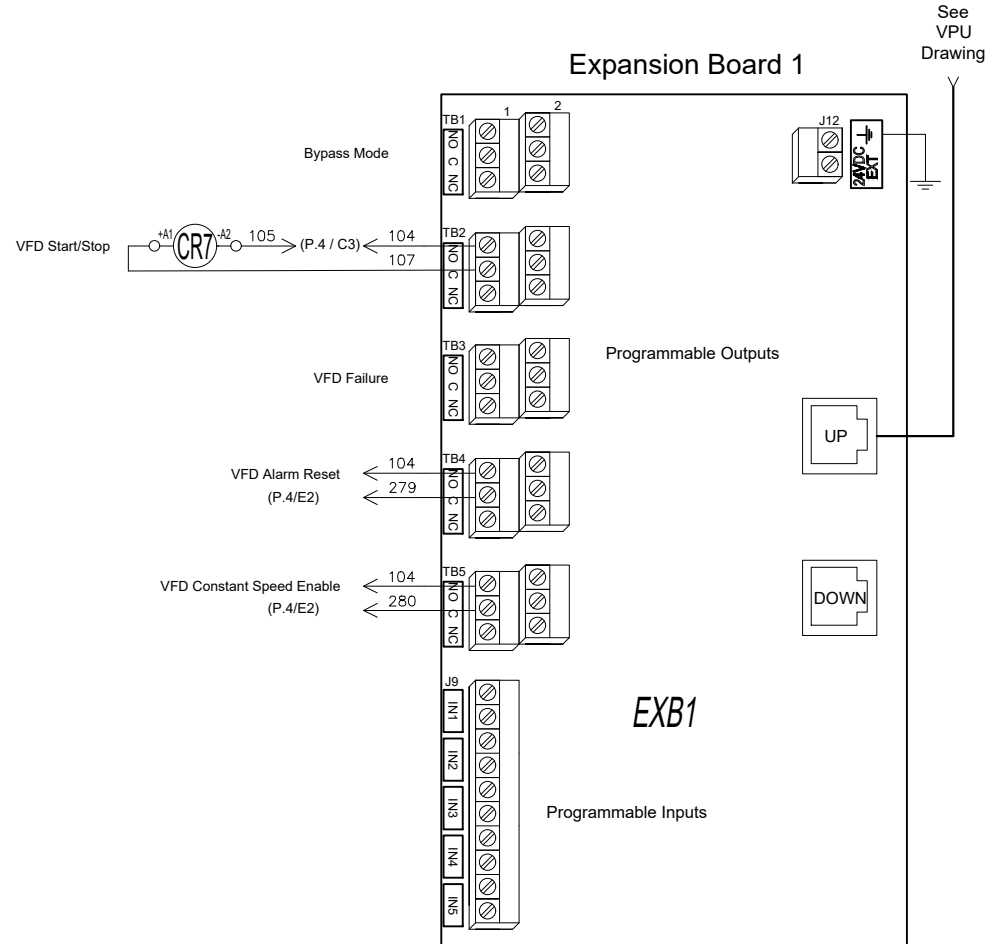 See
VPU
Drawing
Expansion Board 1
TB1
1
2
NO C NC
Bypass Mode
J12
24VDC
EXT
VFD Start/Stop
+A1
CR7
-A2
105
(P.4 / C3)
104
107
TB2
NO C NC
VFD Failure
TB3
NO C NC
Programmable Outputs
UP
VFD Alarm Reset
(P.4/E2)
104
279
TB4
NO C NC
VFD Constant Speed Enable
(P.4/E2)
104
280
TB5
NO C NC
DOWN
J9
IN1
IN2
IN3
IN4
IN5
EXB1
Programmable Inputs